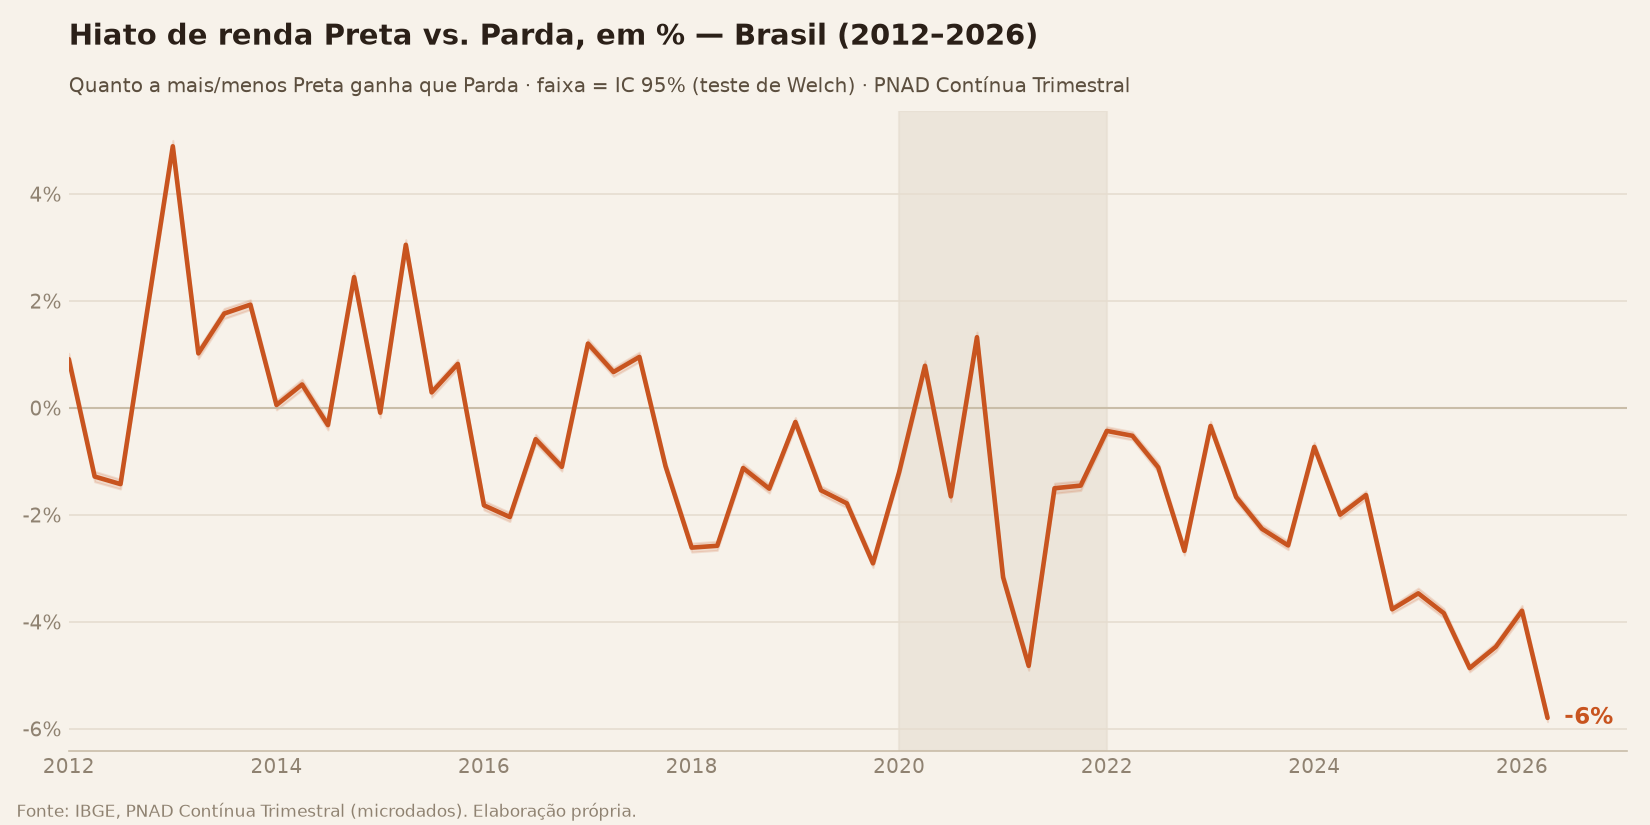 Hiato de renda Preta vs. Parda, em % — Brasil (2012–2026)
Quanto a mais/menos Preta ganha que Parda · faixa = IC 95% (teste de Welch) · PNAD Contínua Trimestral
4%
2%
0%
-2%
-4%
-6%
-6%
2012 2014 2016 2018 2020 2022 2024 2026
Fonte: IBGE, PNAD Contínua Trimestral (microdados). Elaboração própria.